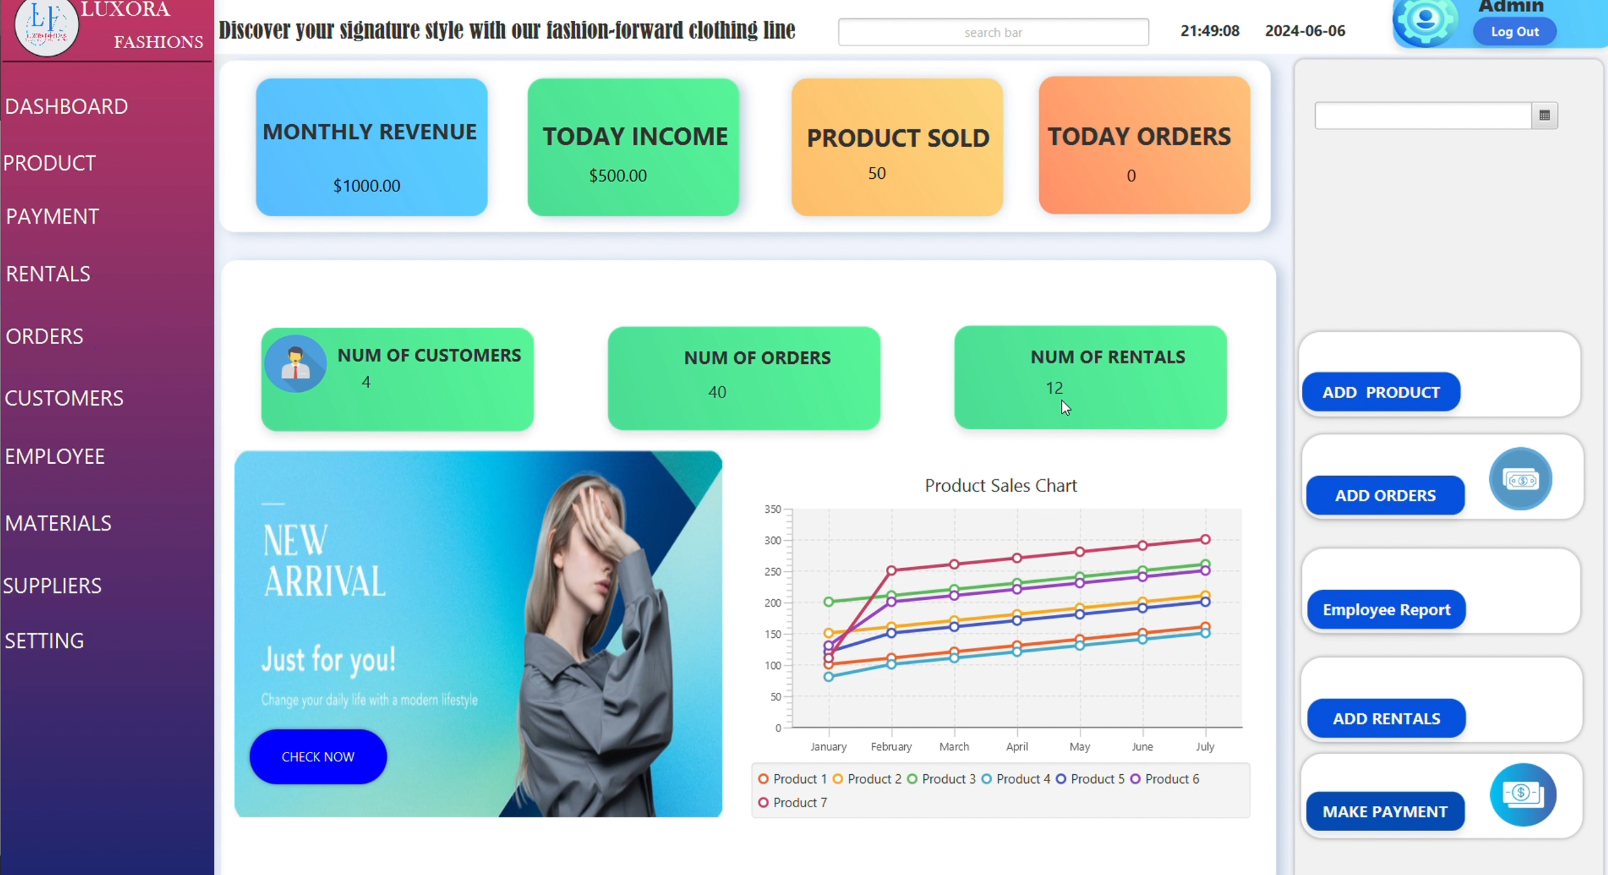 LUXORA
FASHIONS
Discover your signature style with our fashion-forward clothing line
search bar
21:49:08
2024-06-06
Admin
Log Out
DASHBOARD
PRODUCT
PAYMENT
RENTALS
ORDERS
CUSTOMERS
EMPLOYEE
MATERIALS
SUPPLIERS
SETTING
MONTHLY REVENUE
$1000.00
TODAY INCOME
$500.00
PRODUCT SOLD
50
TODAY ORDERS
0
NUM OF CUSTOMERS
4
NUM OF ORDERS
40
NUM OF RENTALS
12
NEW
ARRIVAL
Just for you!
Change your daily life with a modern lifestyle
CHECK NOW
Product Sales Chart
350
300
250
200
150
100
50
0
January February March April May June July
Product 1 Product 2 Product 3 Product 4 Product 5 Product 6
Product 7
ADD PRODUCT
ADD ORDERS
Employee Report
ADD RENTALS
MAKE PAYMENT